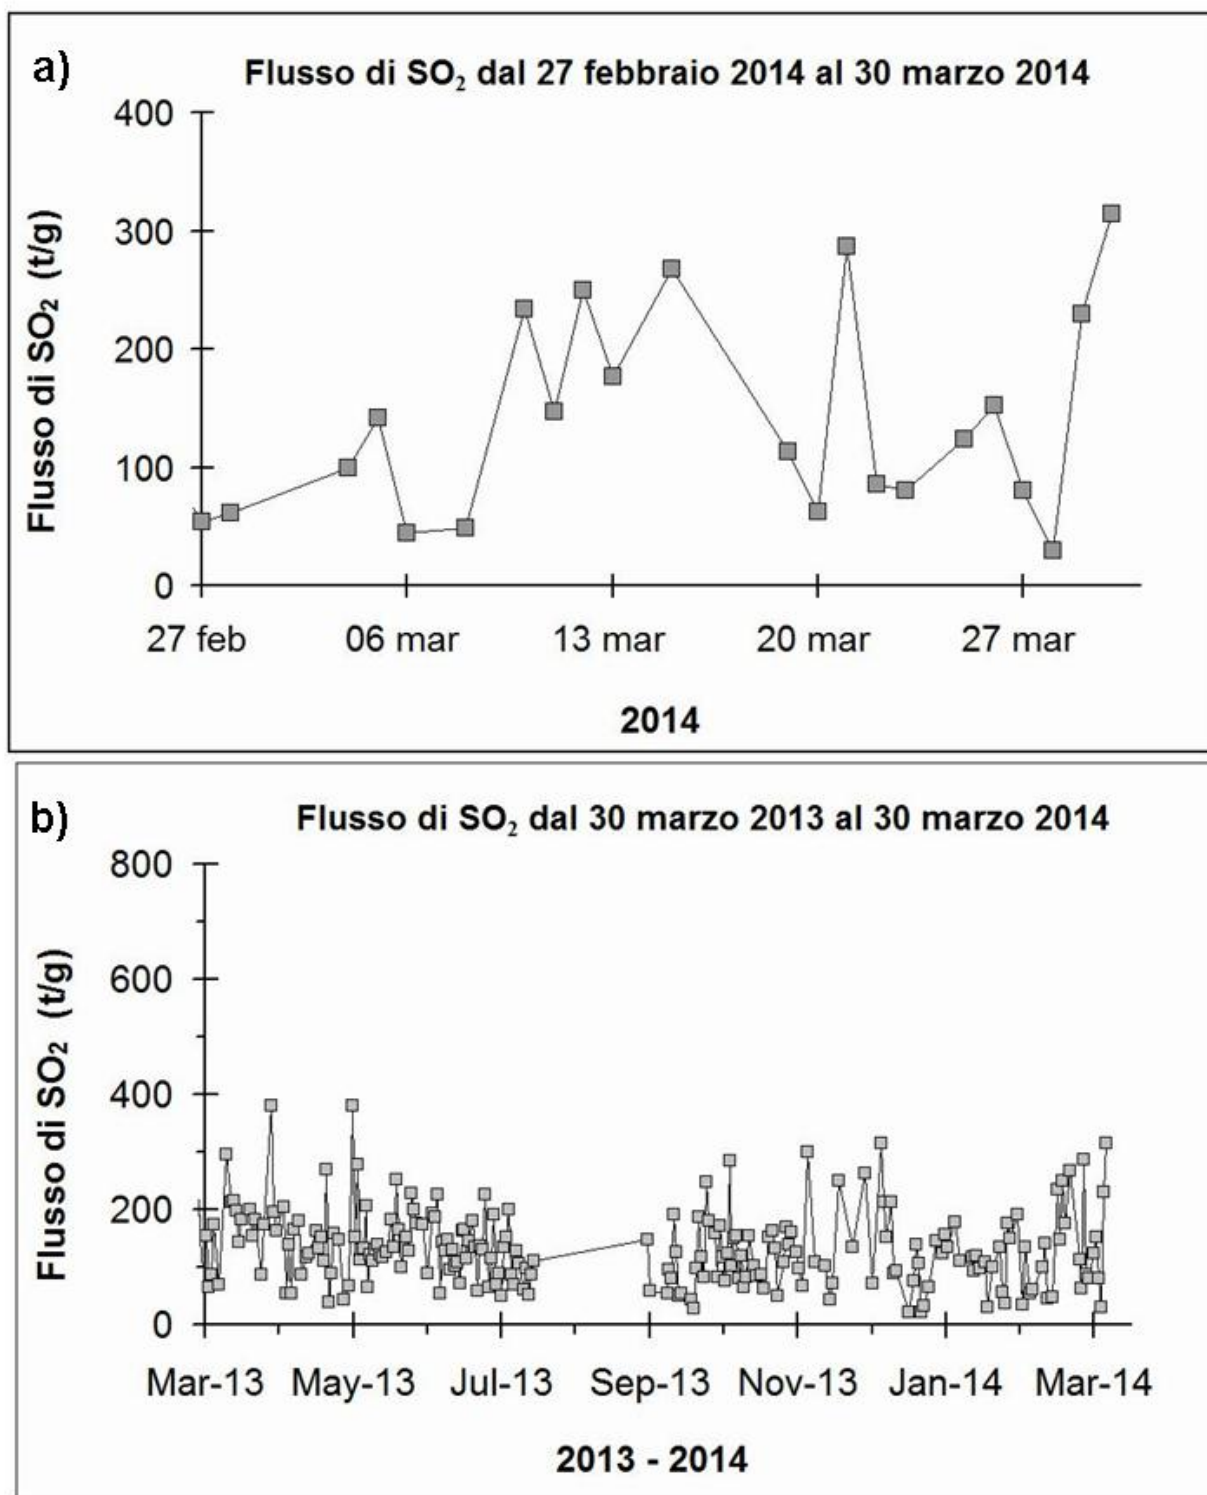 a)
Flusso di SO₂ dal 27 febbraio 2014 al 30 marzo 2014
Flusso di SO₂ (t/g)
400
300
200
100
0
27 feb 06 mar 13 mar 20 mar 27 mar
2014
b)
Flusso di SO₂ dal 30 marzo 2013 al 30 marzo 2014
Flusso di SO₂ (t/g)
800
600
400
200
0
Mar-13 May-13 Jul-13 Sep-13 Nov-13 Jan-14 Mar-14
2013 - 2014